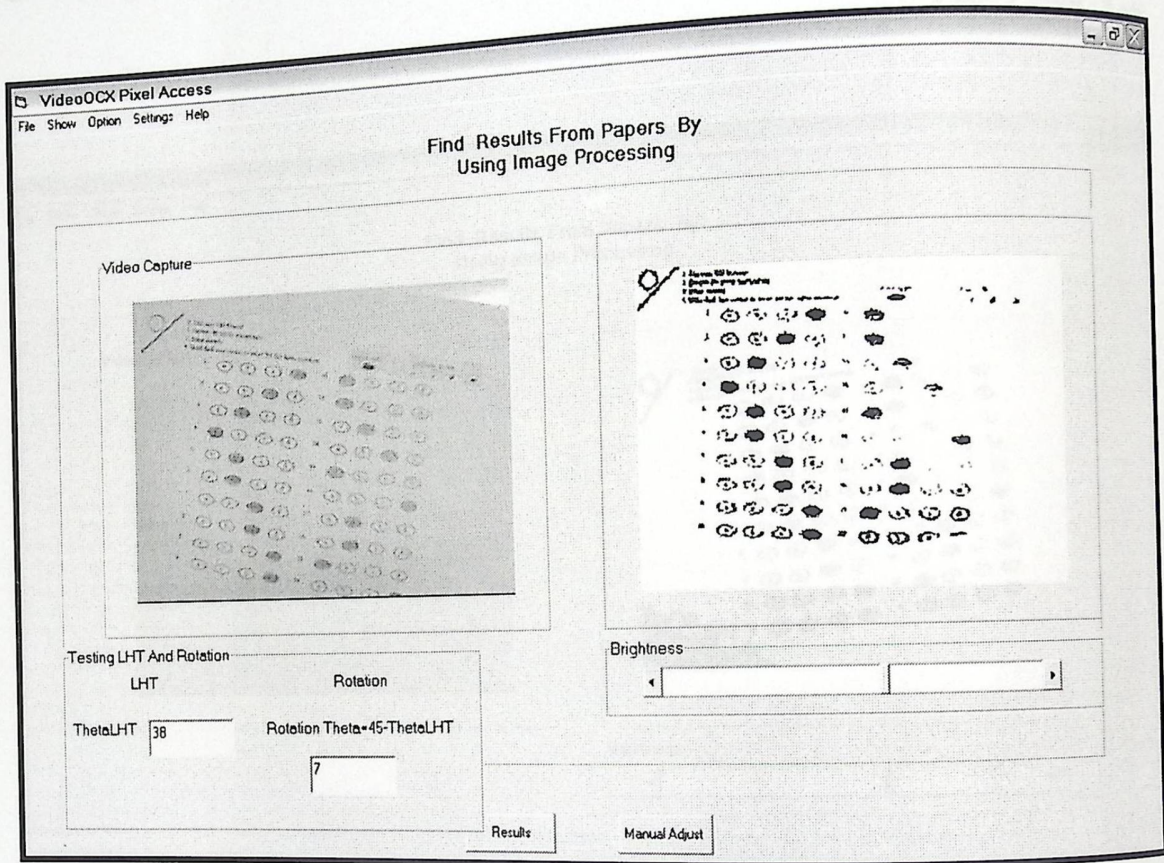 VideoOCX Pixel Access
File Show Option Settings Help
Find Results From Papers By
Using Image Processing
Video Capture
Testing LHT And Rotation
LHT Rotation
ThetaLHT 38 Rotation Theta=45-ThetaLHT
7
Brightness
Results Manual Adjust